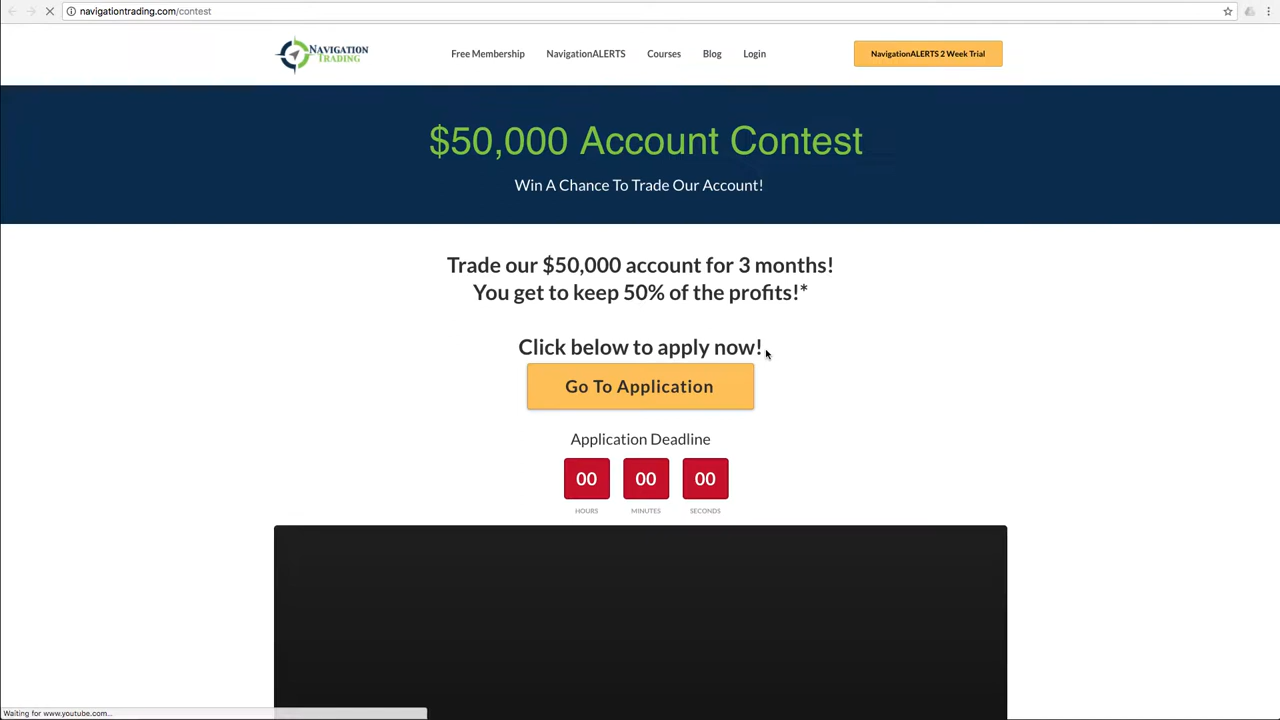 navigationtrading.com/contest
NAVIGATION
TRADING
Free Membership NavigationALERTS Courses Blog Login
NavigationALERTS 2 Week Trial
$50,000 Account Contest
Win A Chance To Trade Our Account!
Trade our $50,000 account for 3 months!
You get to keep 50% of the profits!*
Click below to apply now!
Go To Application
Application Deadline
00 00 00
HOURS MINUTES SECONDS
Waiting for www.youtube.com...